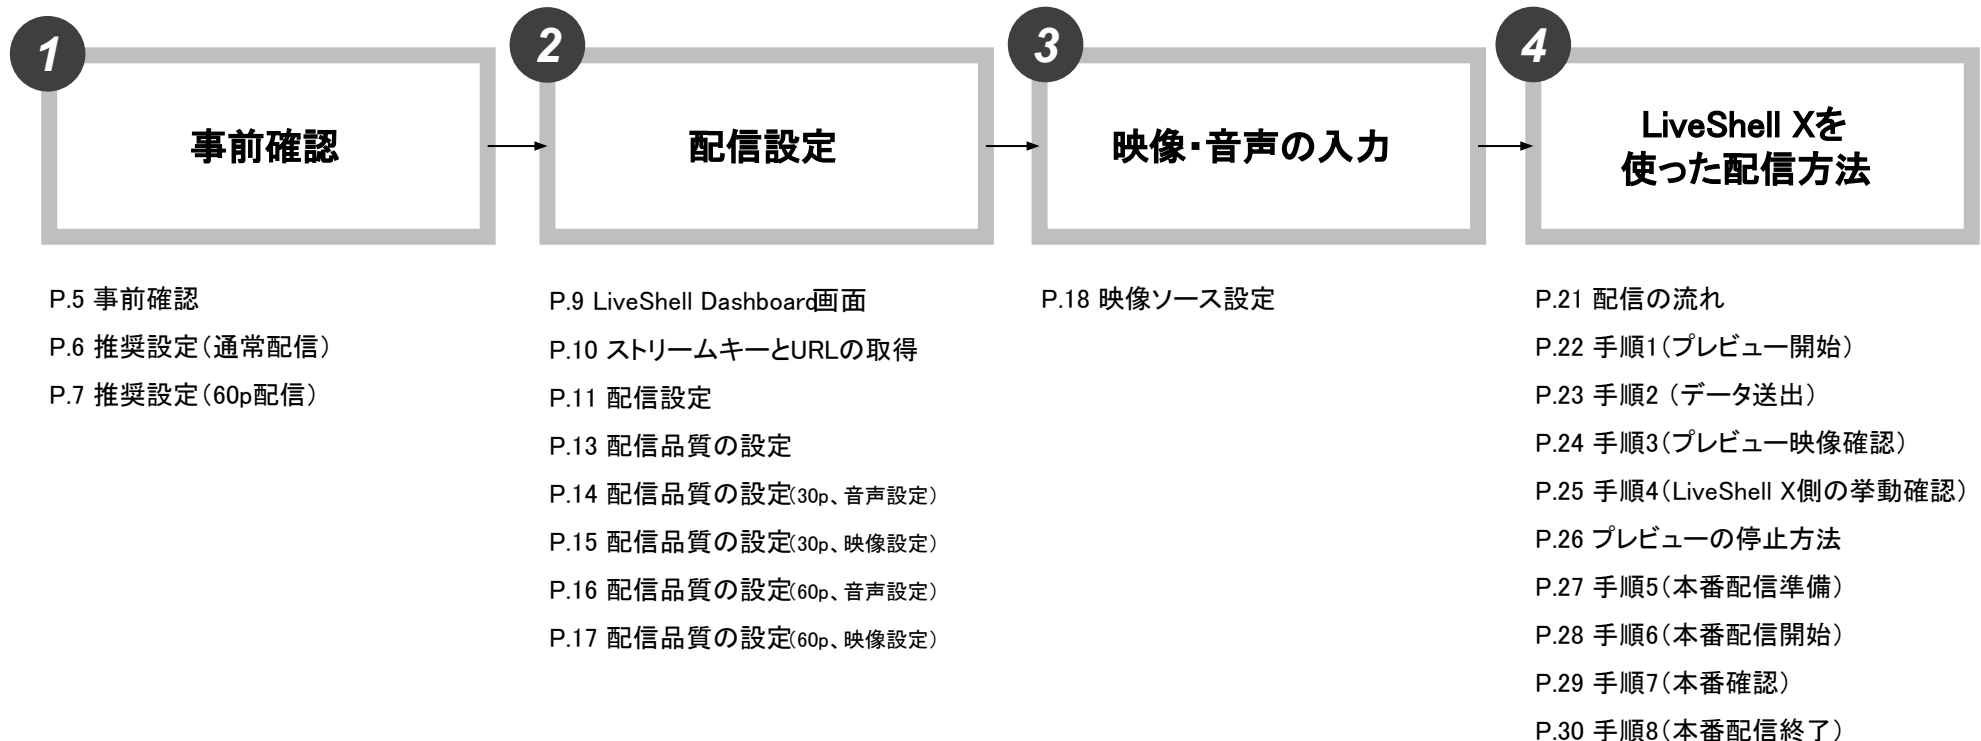 1
事前確認
P.5 事前確認
P.6 推奨設定（通常配信）
P.7 推奨設定（60p配信）
2
配信設定
P.9 LiveShell Dashboard画面
P.10 ストリームキーとURLの取得
P.11 配信設定
P.13 配信品質の設定
P.14 配信品質の設定（30p、音声設定）
P.15 配信品質の設定（30p、映像設定）
P.16 配信品質の設定（60p、音声設定）
P.17 配信品質の設定（60p、映像設定）
3
映像・音声の入力
P.18 映像ソース設定
4
LiveShell Xを
使った配信方法
P.21 配信の流れ
P.22 手順1（プレビュー開始）
P.23 手順2 （データ送出）
P.24 手順3（プレビュー映像確認）
P.25 手順4（LiveShell X側の挙動確認）
P.26 プレビューの停止方法
P.27 手順5（本番配信準備）
P.28 手順6（本番配信開始）
P.29 手順7（本番確認）
P.30 手順8（本番配信終了）